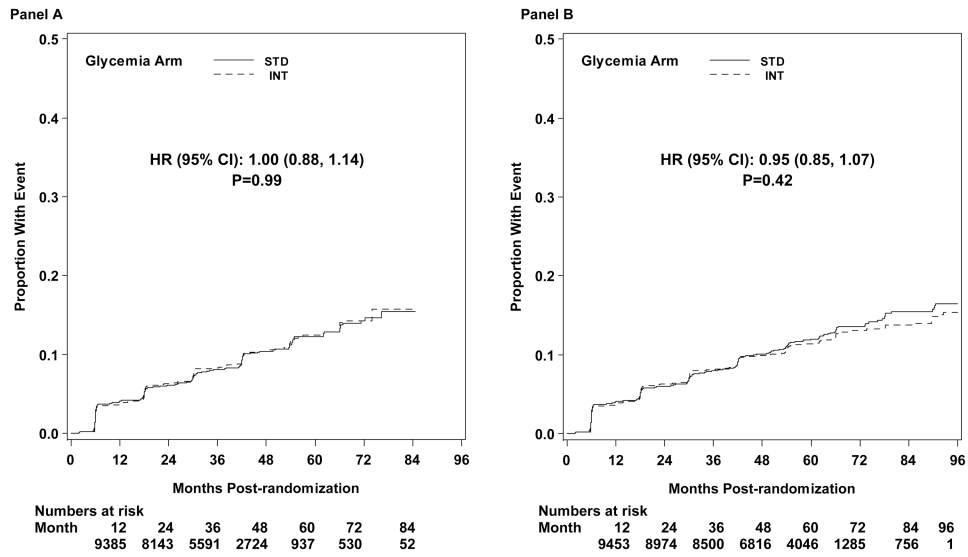 Panel A
0.5
Glycemia Arm
STD
INT
0.4
HR (95% CI): 1.00 (0.88, 1.14)
P=0.99
0.3
0.2
0.1
0.0
Proportion With Event
0 12 24 36 48 60 72 84 96
Months Post-randomization
Numbers at risk
Month 12 24 36 48 60 72 84
9385 8143 5591 2724 937 530 52
Panel B
0.5
Glycemia Arm
STD
INT
0.4
HR (95% CI): 0.95 (0.85, 1.07)
P=0.42
0.3
0.2
0.1
0.0
Proportion With Event
0 12 24 36 48 60 72 84 96
Months Post-randomization
Numbers at risk
Month 12 24 36 48 60 72 84 96
9453 8974 8500 6816 4046 1285 756 1